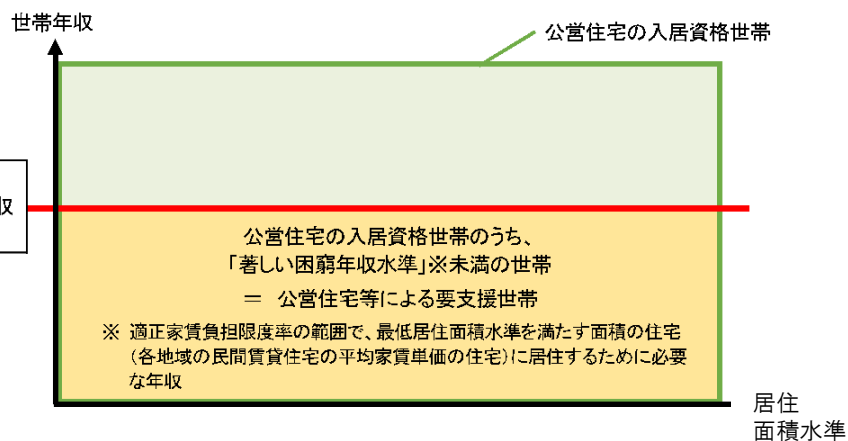 世帯年収
公営住宅の入居資格世帯
収
公営住宅の入居資格世帯のうち、
「著しい困窮年収水準」※未満の世帯
＝ 公営住宅等による要支援世帯
※ 適正家賃負担限度率の範囲で、最低居住面積水準を満たす面積の住宅
（各地域の民間賃貸住宅の平均家賃単価の住宅）に居住するために必要
な年収
居住
面積水準